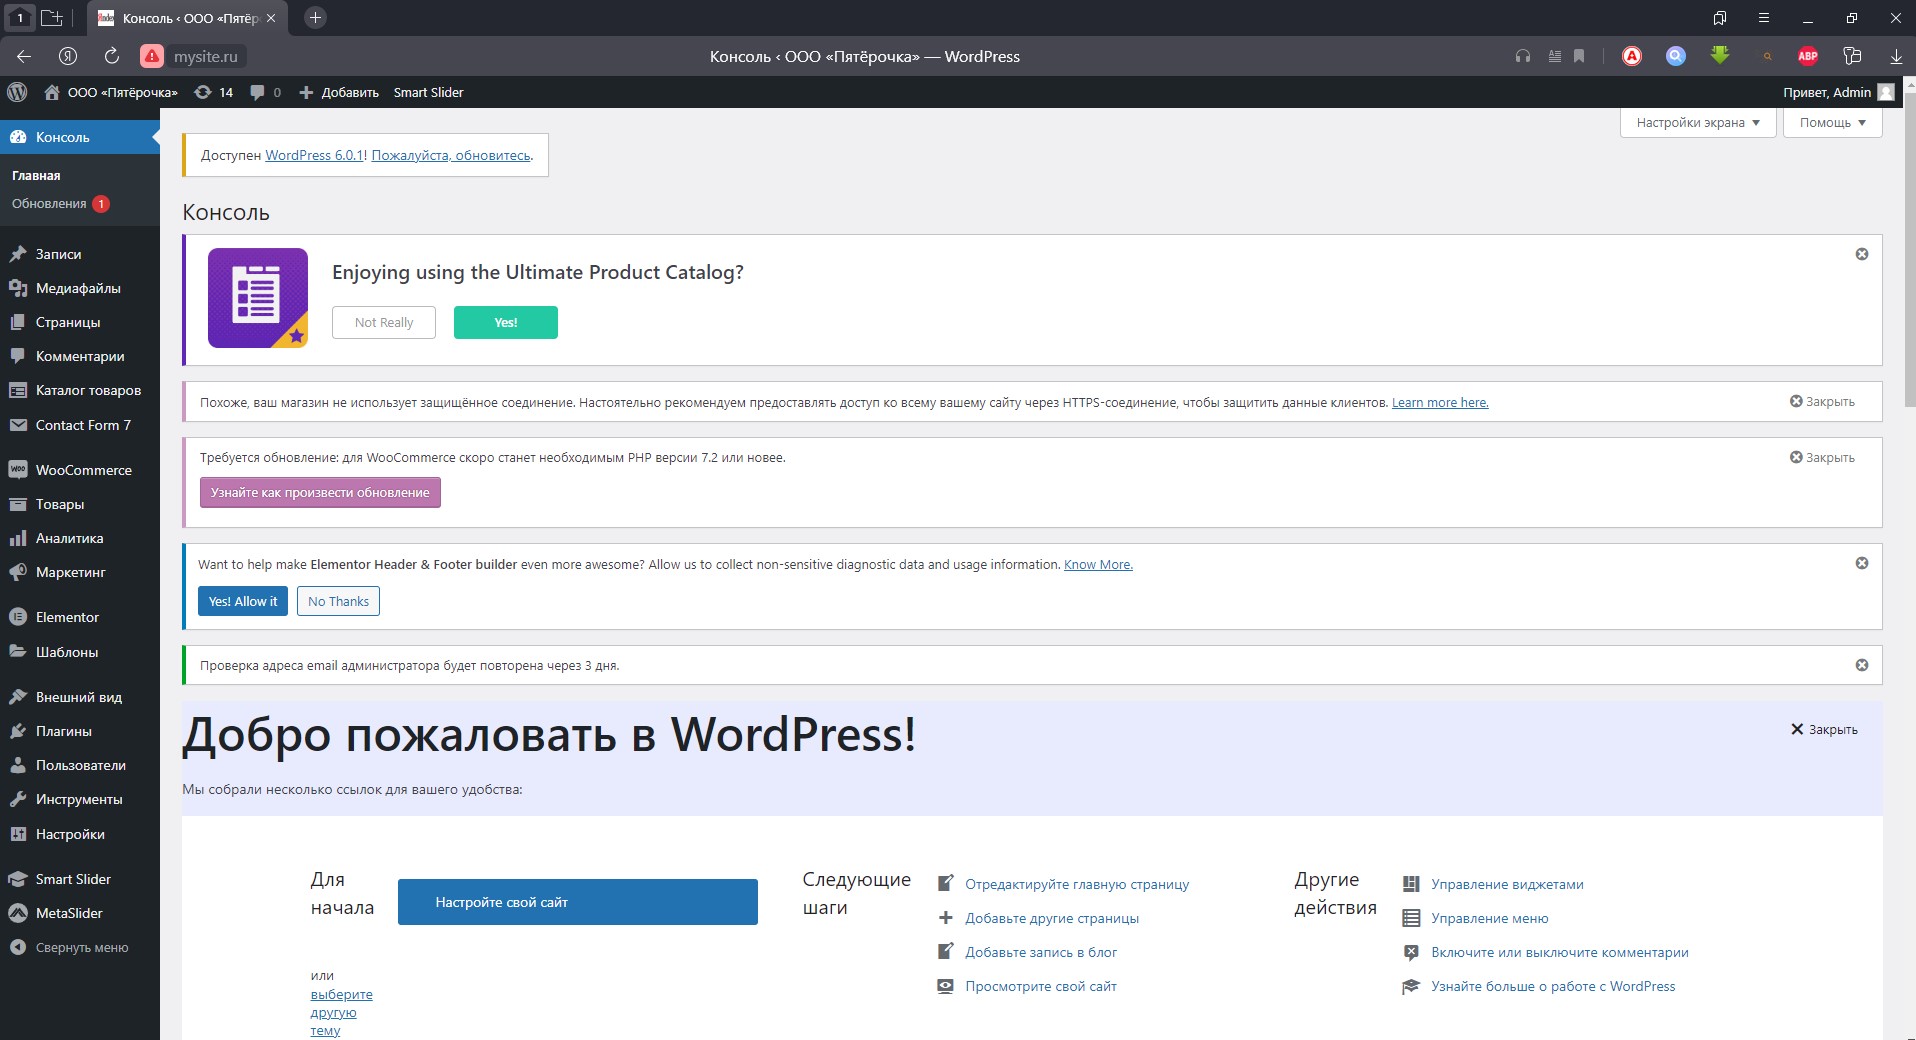 1
Консоль ‹ ООО «Пятёр
mysite.ru
Консоль ‹ ООО «Пятёрочка» — WordPress
ABP
ООО «Пятёрочка»
14
0
Добавить
Smart Slider
Привет, Admin
Консоль
Главная
Обновления 1
Записи
Медиафайлы
Страницы
Комментарии
Каталог товаров
Contact Form 7
WooCommerce
Товары
Аналитика
Маркетинг
Elementor
Шаблоны
Внешний вид
Плагины
Пользователи
Инструменты
Настройки
Smart Slider
MetaSlider
Свернуть меню
Настройки экрана
Помощь
Доступен WordPress 6.0.1! Пожалуйста, обновитесь.
Консоль
Enjoying using the Ultimate Product Catalog?
Not Really
Yes!
Похоже, ваш магазин не использует защищённое соединение. Настоятельно рекомендуем предоставлять доступ ко всему вашему сайту через HTTPS-соединение, чтобы защитить данные клиентов. Learn more here.
Закрыть
Требуется обновление: для WooCommerce скоро станет необходимым PHP версии 7.2 или новее.
Закрыть
Узнайте как произвести обновление
Want to help make Elementor Header & Footer builder even more awesome? Allow us to collect non-sensitive diagnostic data and usage information. Know More.
Yes! Allow it
No Thanks
Проверка адреса email администратора будет повторена через 3 дня.
Добро пожаловать в WordPress!
Закрыть
Мы собрали несколько ссылок для вашего удобства:
Для
начала
Настройте свой сайт
или
выберите
другую
тему
Следующие
шаги
Отредактируйте главную страницу
Добавьте другие страницы
Добавьте запись в блог
Просмотрите свой сайт
Другие
действия
Управление виджетами
Управление меню
Включите или выключите комментарии
Узнайте больше о работе с WordPress